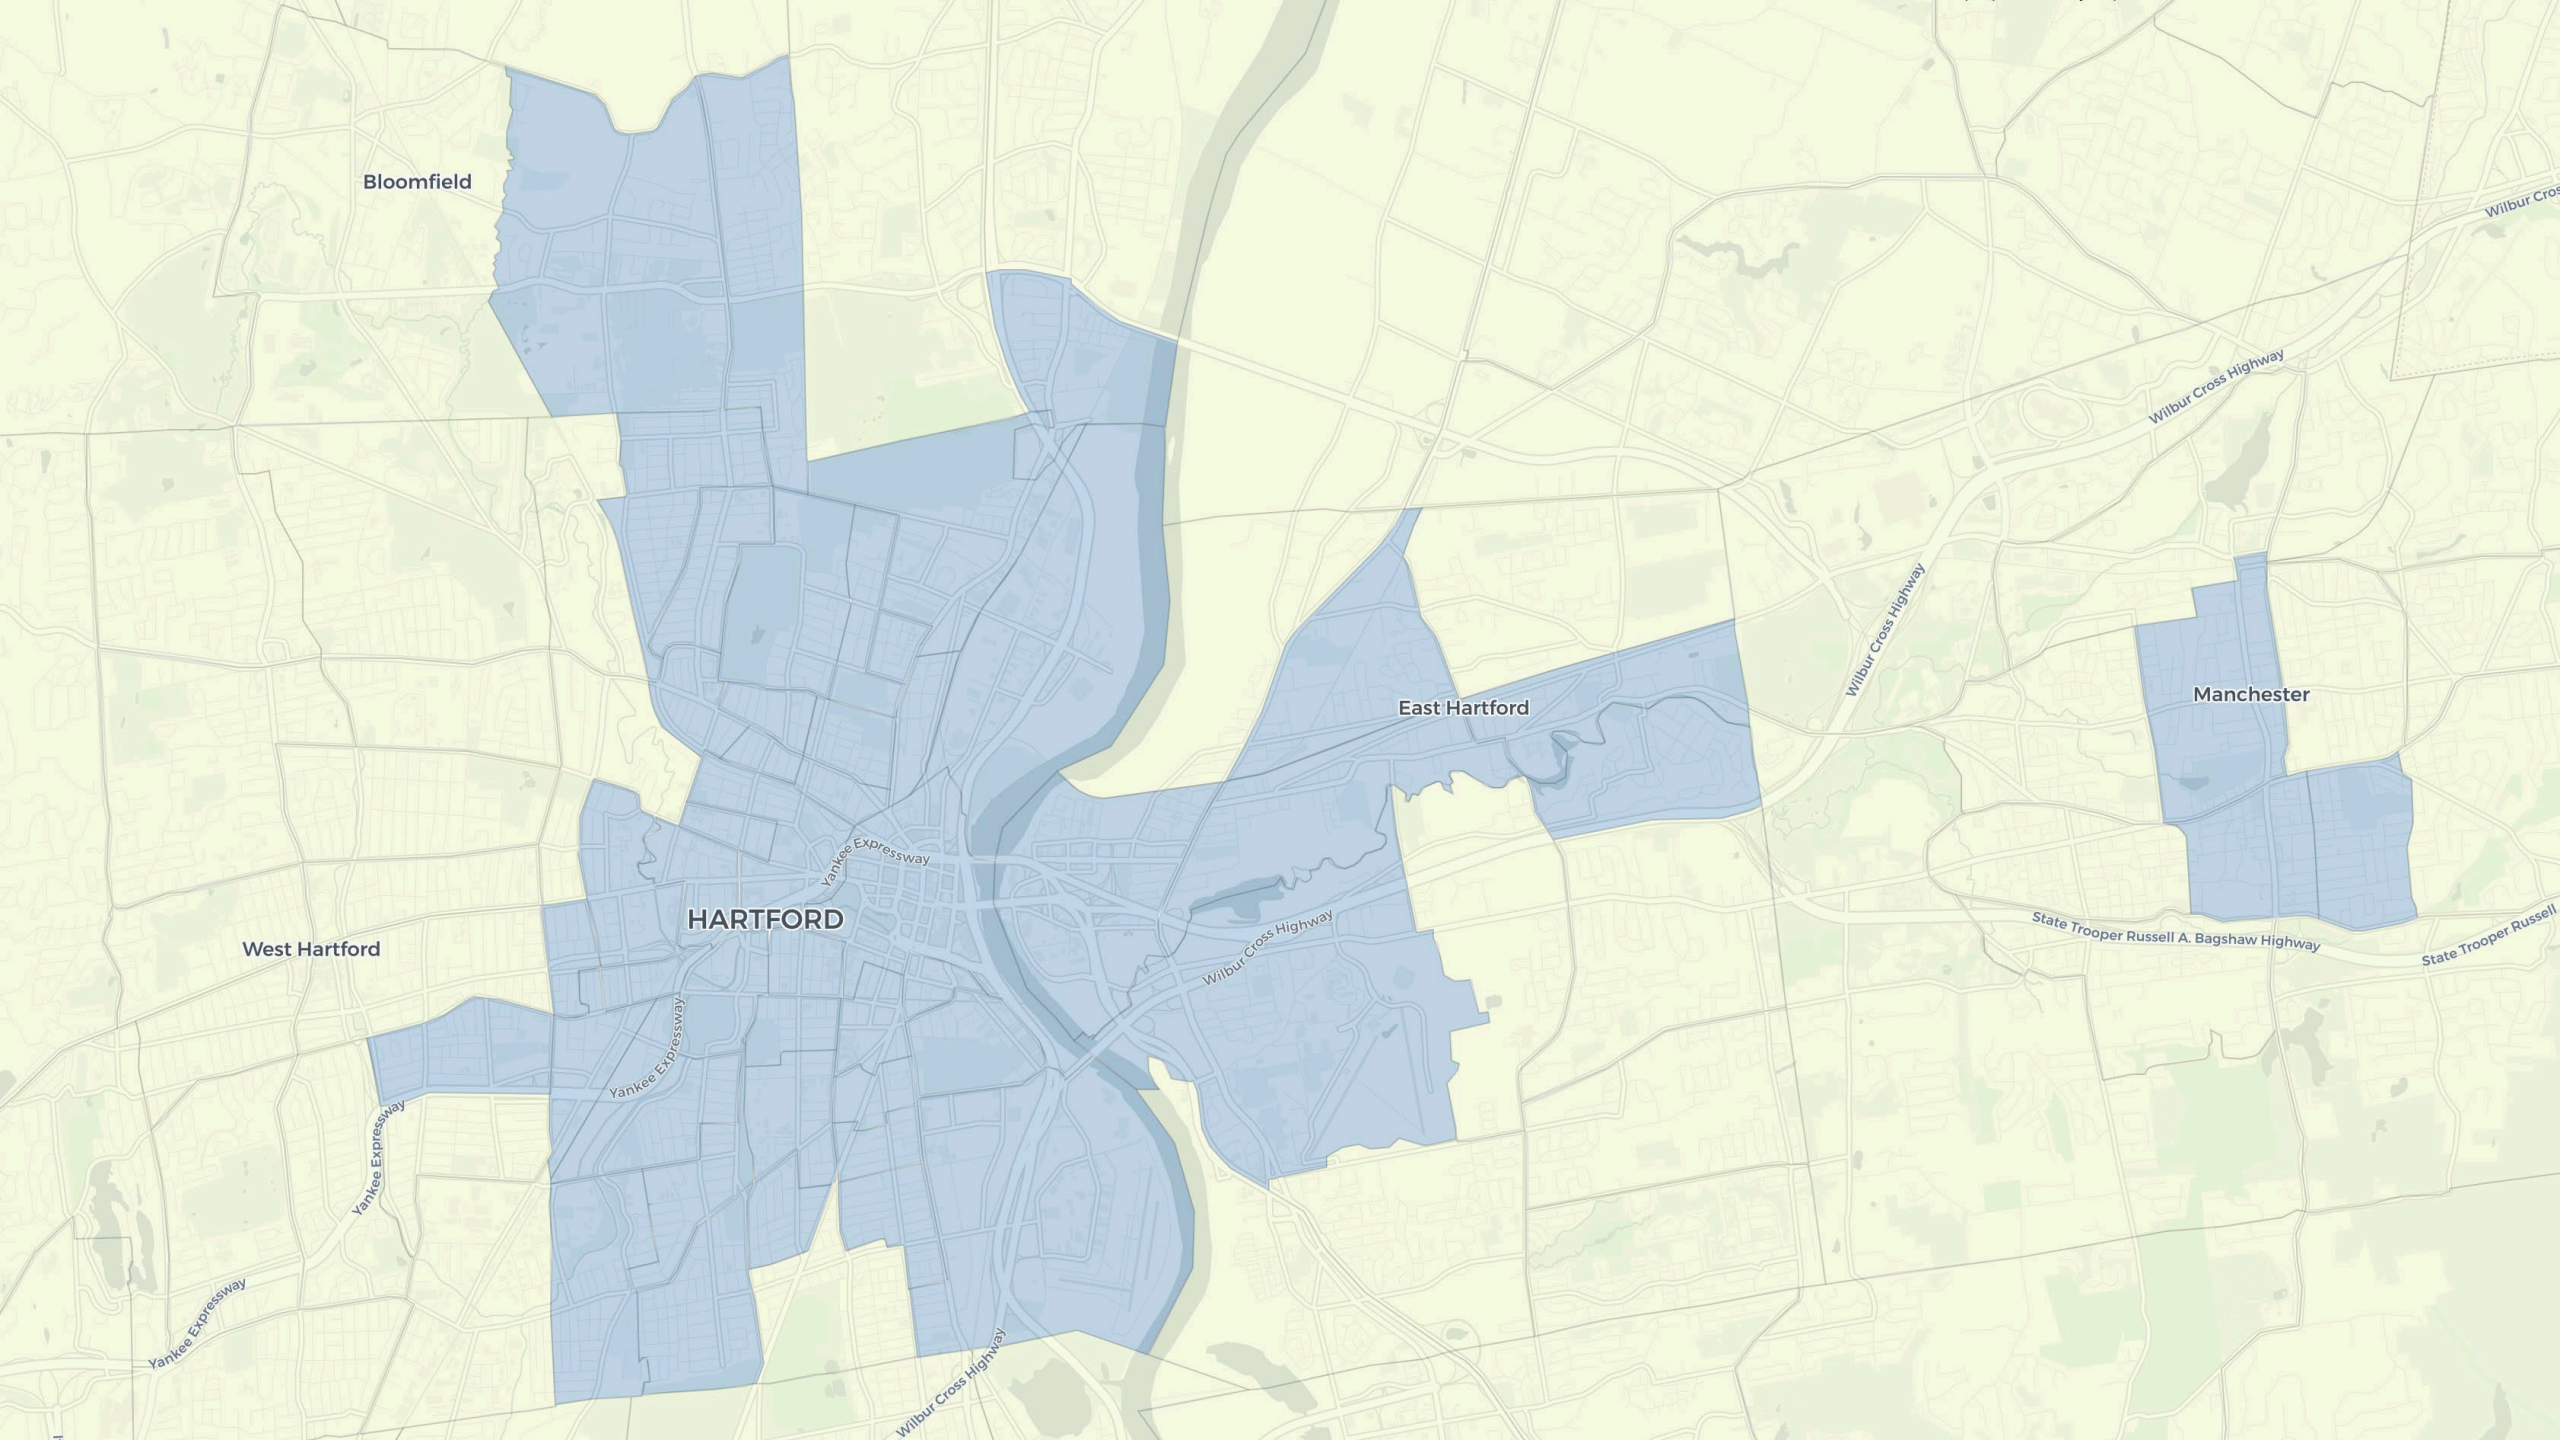 Bloomfield
Wilbur Cros
Wilbur Cross Highway
Wilbur Cross Highway
Manchester
East Hartford
Yankee Expressway
HARTFORD
West Hartford
Wilbur Cross Highway
State Trooper Russell A. Bagshaw Highway
State Trooper Russell
Yankee Expressway
Yankee Expressway
Yankee Expressway
Wilbur Cross Highway